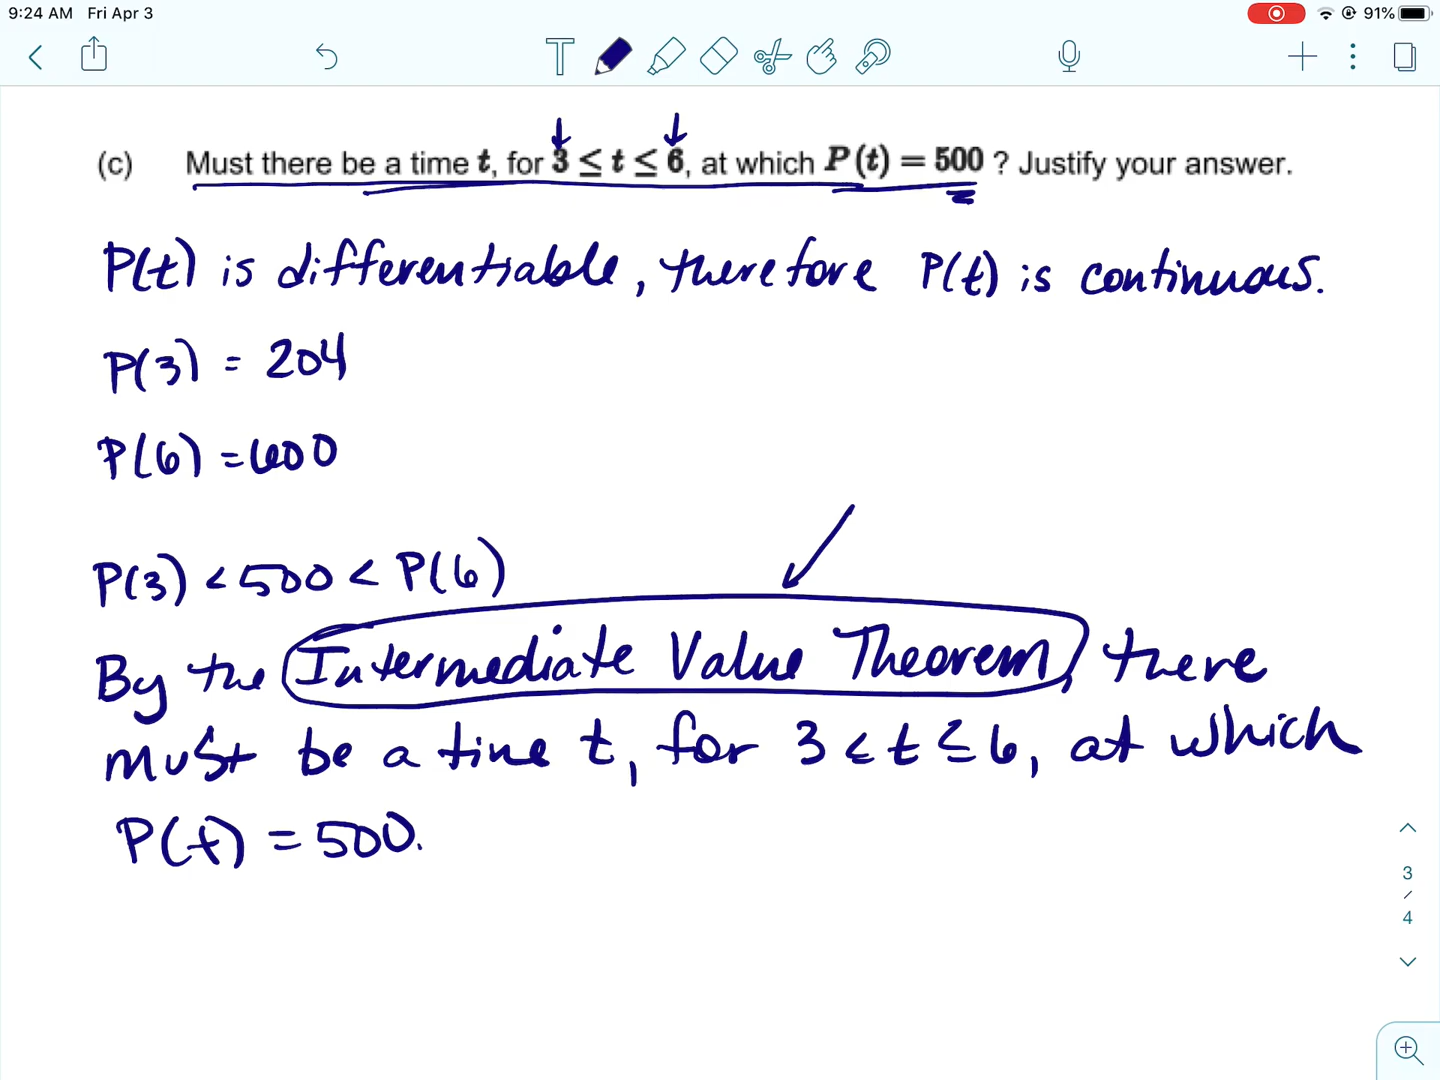 9:24 AM Fri Apr 3 91%
T
(c) Must there be a time t, for 3 ≤ t ≤ 6, at which P(t) = 500 ? Justify your answer.
P(t) is differentiable, therefore P(t) is continuous.
P(3) = 204
P(6) = 600
P(3) < 500 < P(6)
By the Intermediate Value Theorem, there
must be a time t, for 3 < t ≤ 6, at which
P(t) = 500.
3
/
4